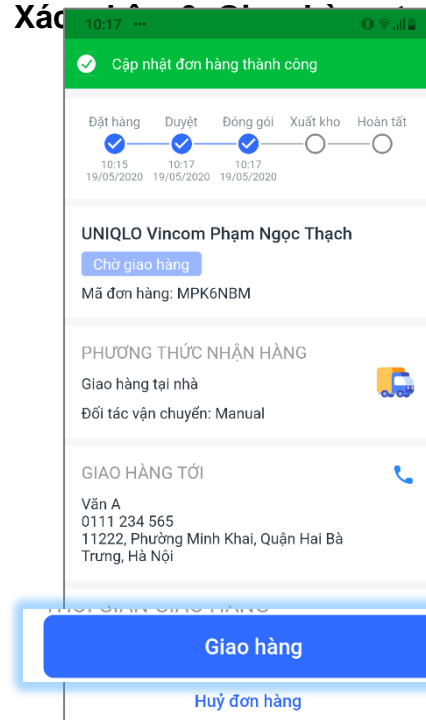 Xác
10:17 ...
Cập nhật đơn hàng thành công
Đặt hàng Duyệt Đóng gói Xuất kho Hoàn tất
10:15 10:17 10:17
19/05/2020 19/05/2020 19/05/2020
UNIQLO Vincom Phạm Ngọc Thạch
Chờ giao hàng
Mã đơn hàng: MPK6NBM
PHƯƠNG THỨC NHẬN HÀNG
Giao hàng tại nhà
Đối tác vận chuyển: Manual
GIAO HÀNG TỚI
Văn A
0111 234 565
11222, Phường Minh Khai, Quận Hai Bà
Trưng, Hà Nội
Giao hàng
Huỷ đơn hàng